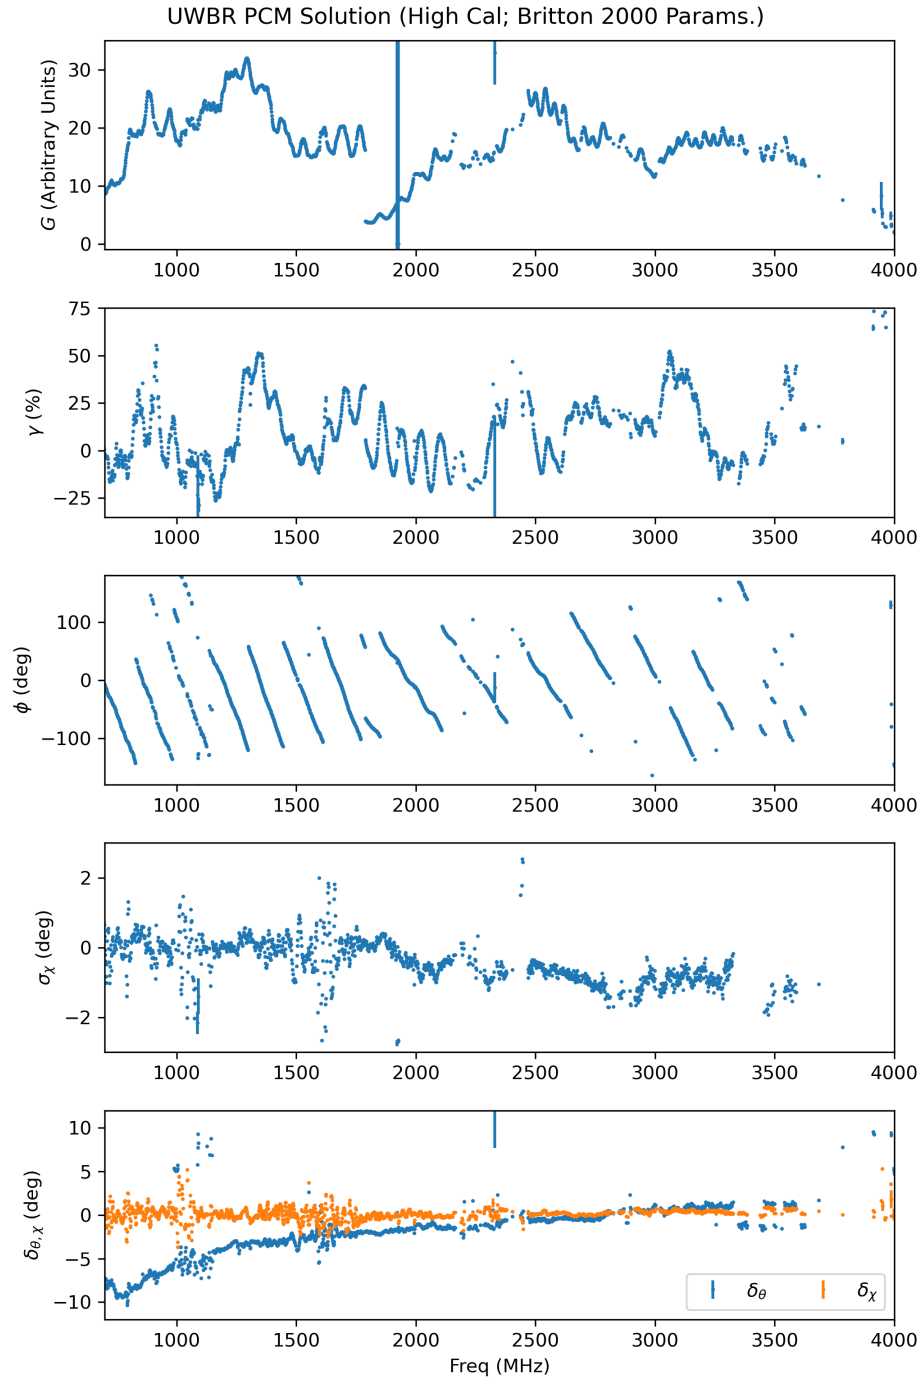 UWBR PCM Solution (High Cal; Britton 2000 Params.)
G (Arbitrary Units)
30
20
10
0
1000 1500 2000 2500 3000 3500 4000
γ (%)
75
50
25
0
−25
1000 1500 2000 2500 3000 3500 4000
ϕ (deg)
100
0
−100
1000 1500 2000 2500 3000 3500 4000
σχ (deg)
2
0
−2
1000 1500 2000 2500 3000 3500 4000
δθ,χ (deg)
10
5
0
−5
−10
δθ δχ
1000 1500 2000 2500 3000 3500 4000
Freq (MHz)